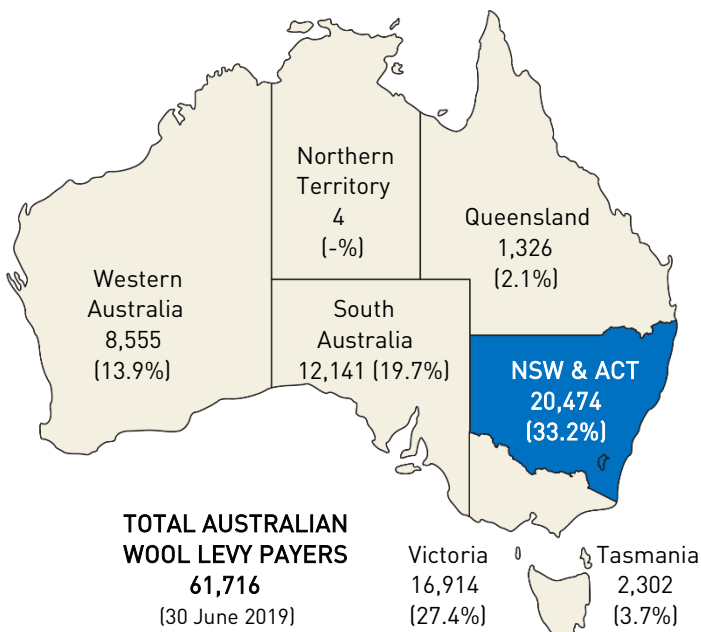 Northern
Territory
4
(-%)
Queensland
1,326
(2.1%)
Western
Australia
8,555
(13.9%)
South
Australia
12,141 (19.7%)
NSW & ACT
20,474
(33.2%)
TOTAL AUSTRALIAN
WOOL LEVY PAYERS
61,716
(30 June 2019)
Victoria
16,914
(27.4%)
Tasmania
2,302
(3.7%)